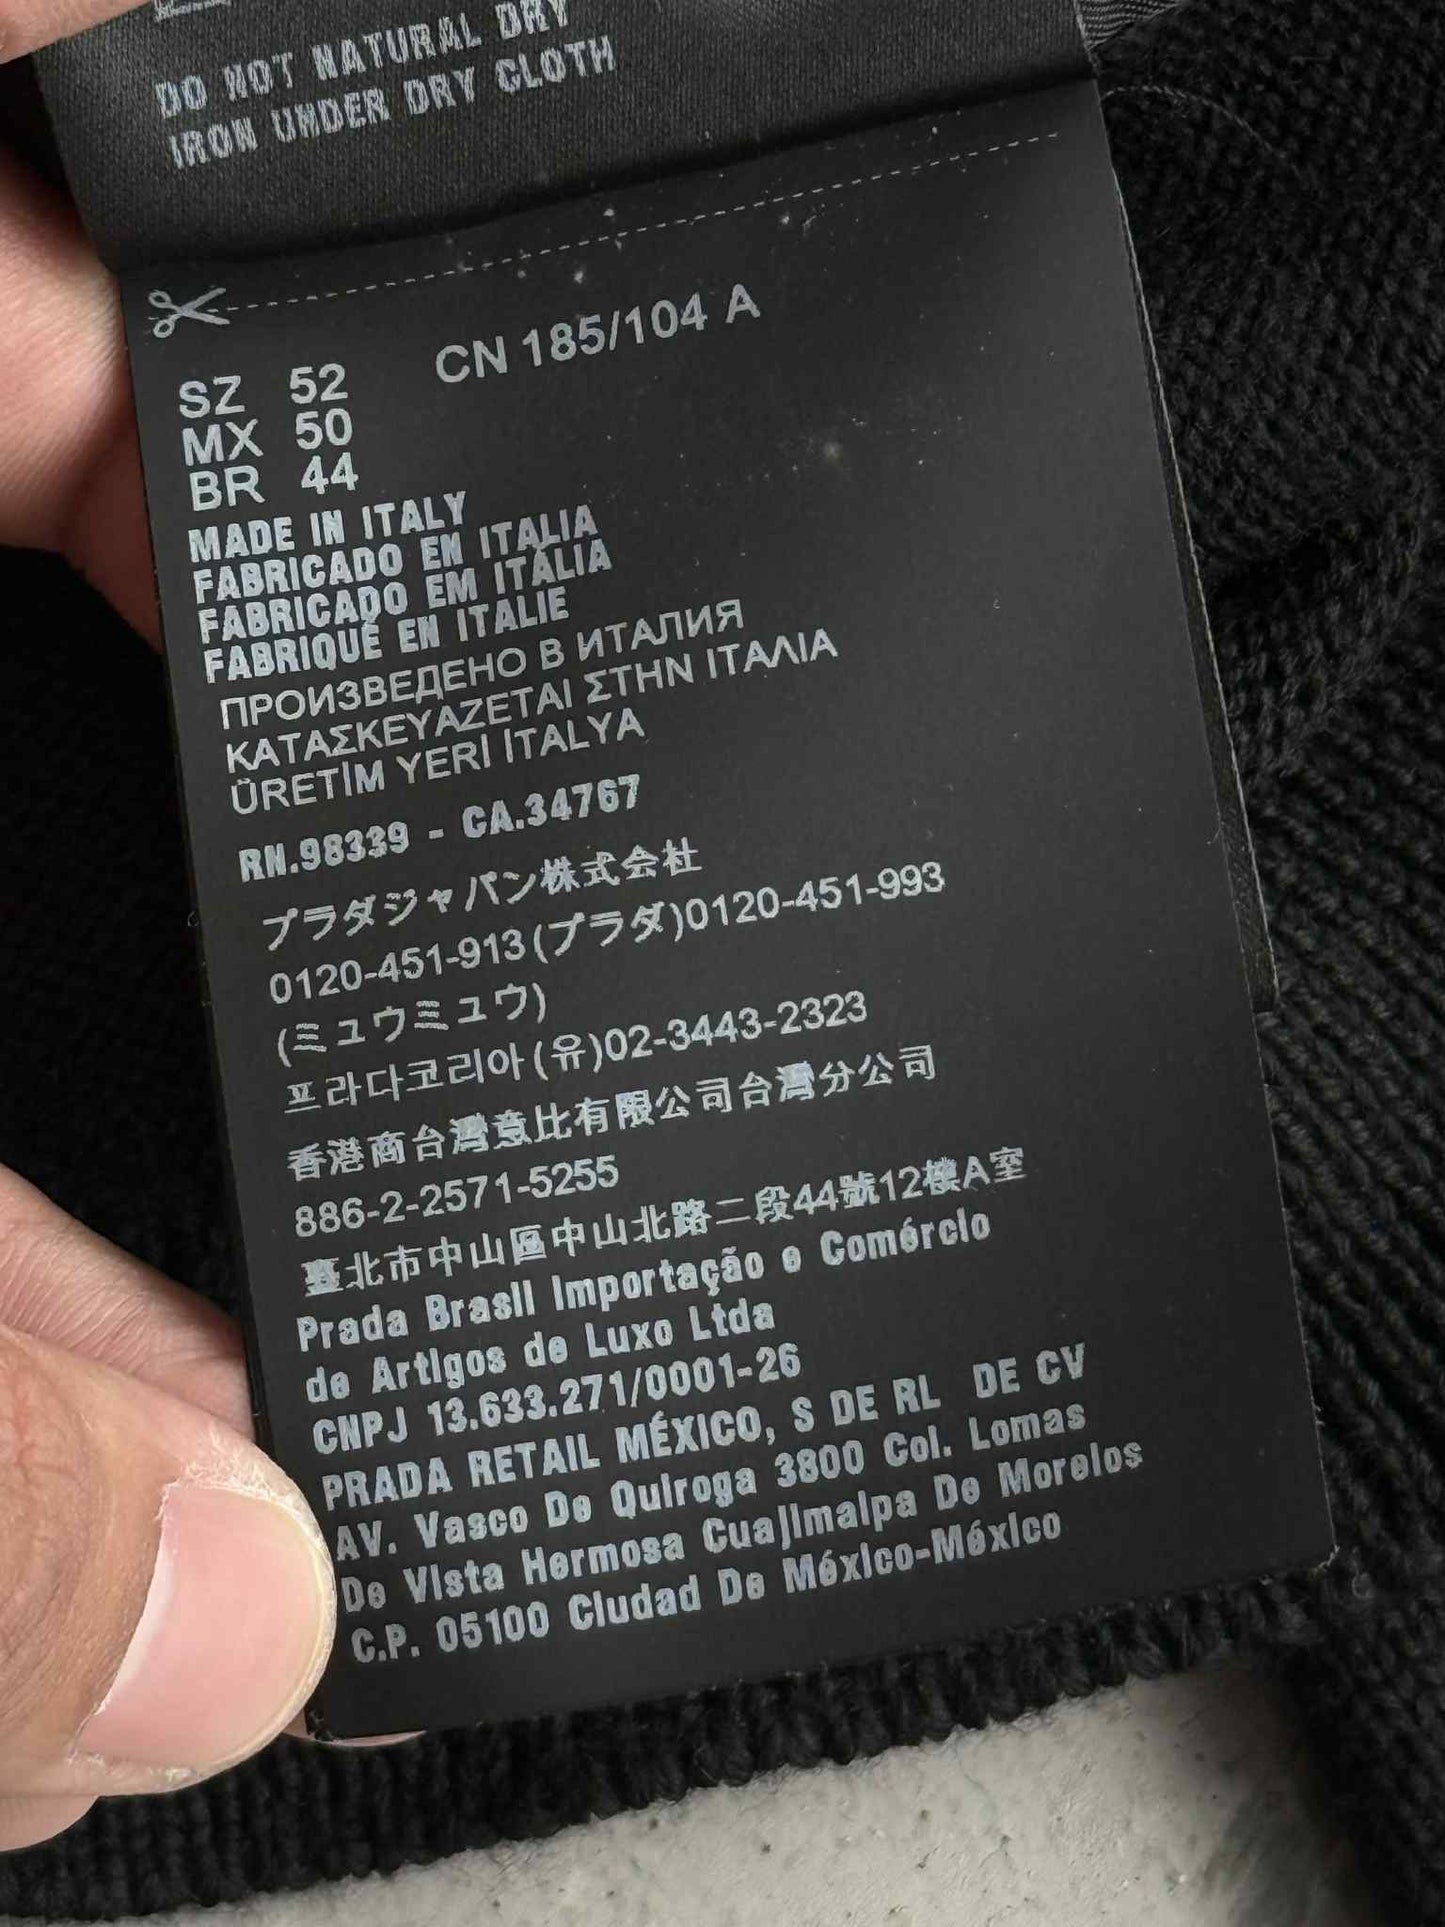 DO NOT NATURAL DRY
IRON UNDER DRY CLOTH
SZ 52 CN 185/104 A
MX 50
BR 44
MADE IN ITALY
FABRICADO EN ITALIA
FABRICADO EM ITÁLIA
FABRIQUÉ EN ITALIE
ПРОИЗВЕДЕНО В ИТАЛИЯ
ΚΑΤΑΣΚΕΥΑΖΕΤΑΙ ΣΤΗΝ ΙΤΑΛΙΑ
ÜRETİM YERİ İTALYA
RN.98339 - CA.34767
プラダジャパン株式会社
0120-451-913(プラダ)0120-451-993
(ミュウミュウ)
프라다코리아(유)02-3443-2323
香港商台灣意比有限公司台灣分公司
886-2-2571-5255
臺北市中山區中山北路二段44號12樓A室
Prada Brasil Importação e Comércio
de Artigos de Luxo Ltda
CNPJ 13.633.271/0001-26
PRADA RETAIL MÉXICO, S DE RL DE CV
AV. Vasco De Quiroga 3800 Col. Lomas
De Vista Hermosa Cuajimalpa De Morelos
C.P. 05100 Ciudad De México-México